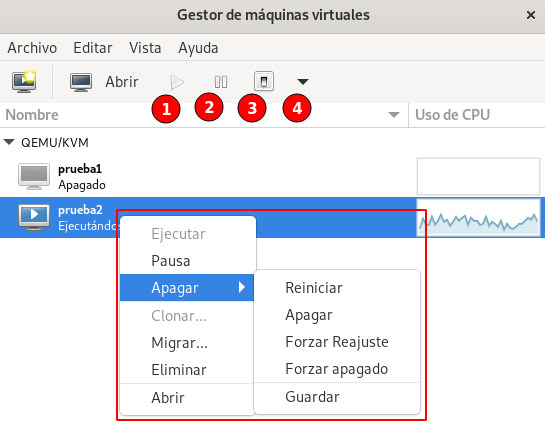 Gestor de máquinas virtuales
Archivo Editar Vista Ayuda
Abrir
1 2 3 4
Nombre Uso de CPU
QEMU/KVM
prueba1
Apagado
prueba2
Ejecutándo
Ejecutar
Pausa
Apagar
Clonar...
Migrar...
Eliminar
Abrir
Reiniciar
Apagar
Forzar Reajuste
Forzar apagado
Guardar